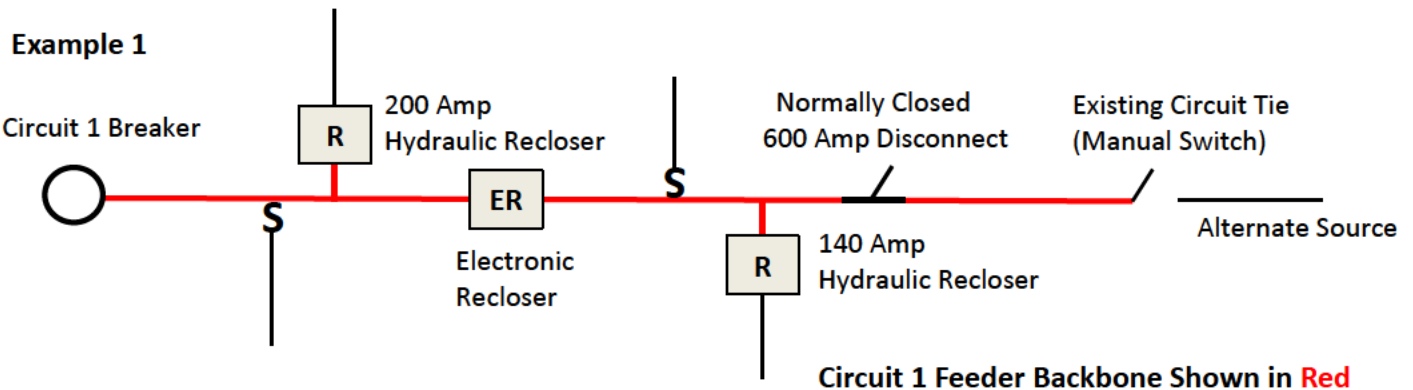 Example 1
Circuit 1 Breaker
R
200 Amp
Hydraulic Recloser
S
ER
Electronic
Recloser
S
R
140 Amp
Hydraulic Recloser
Normally Closed
600 Amp Disconnect
Existing Circuit Tie
(Manual Switch)
Alternate Source
Circuit 1 Feeder Backbone Shown in Red